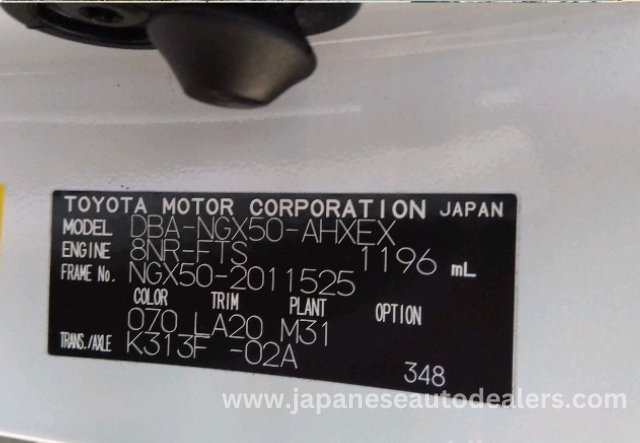 TOYOTA MOTOR CORPORATION JAPAN
MODEL DBA-NGX50-AHXEX
ENGINE 8NR-FTS 1196 mL
FRAME No. NGX50-2011525
COLOR TRIM PLANT OPTION
070 LA20 M31
TRANS./AXLE K313F -02A
348
www.japaneseautodealers.com